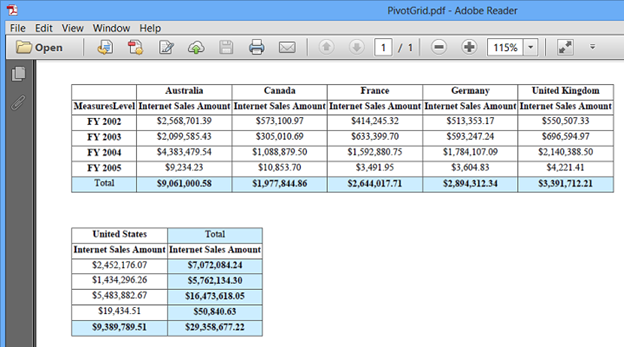 PivotGrid.pdf - Adobe Reader
File Edit View Window Help
Open 1 / 1 115%
Australia Canada France Germany United Kingdom
MeasuresLevel Internet Sales Amount Internet Sales Amount Internet Sales Amount Internet Sales Amount Internet Sales Amount
FY 2002 $2,568,701.39 $573,100.97 $414,245.32 $513,353.17 $550,507.33
FY 2003 $2,099,585.43 $305,010.69 $633,399.70 $593,247.24 $696,594.97
FY 2004 $4,383,479.54 $1,088,879.50 $1,592,880.75 $1,784,107.09 $2,140,388.50
FY 2005 $9,234.23 $10,853.70 $3,491.95 $3,604.83 $4,221.41
Total $9,061,000.58 $1,977,844.86 $2,644,017.71 $2,894,312.34 $3,391,712.21
United States Total
Internet Sales Amount Internet Sales Amount
$2,452,176.07 $7,072,084.24
$1,434,296.26 $5,762,134.30
$5,483,882.67 $16,473,618.05
$19,434.51 $50,840.63
$9,389,789.51 $29,358,677.22